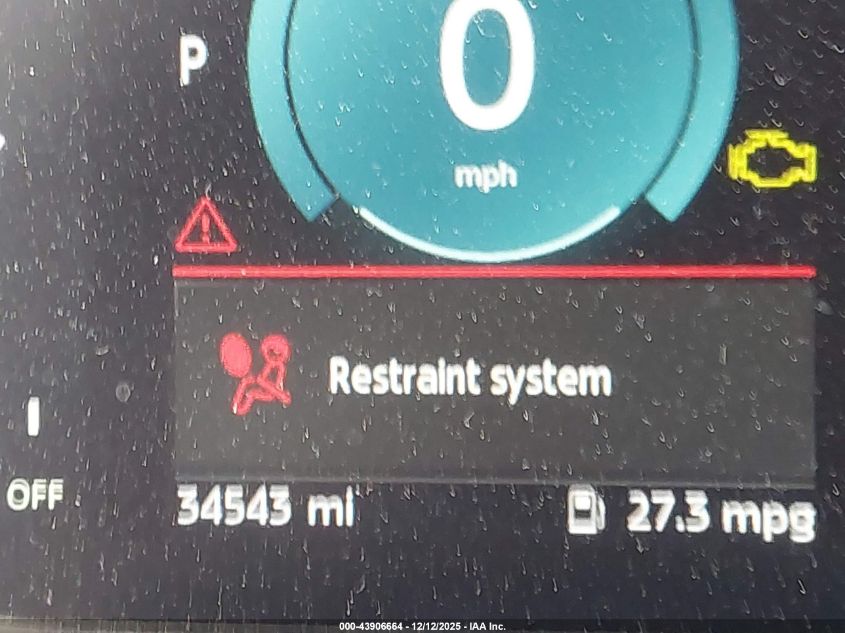 P
0
mph
Restraint system
OFF
34543 mi
27.3 mpg
000-43906664 - 12/12/2025 - IAA Inc.